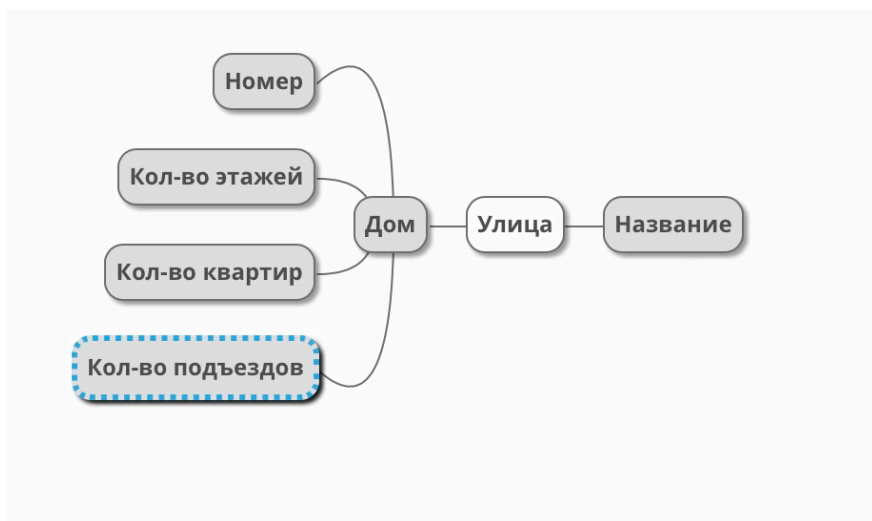 Номер
Кол-во этажей
Дом
Улица
Название
Кол-во квартир
Кол-во подъездов